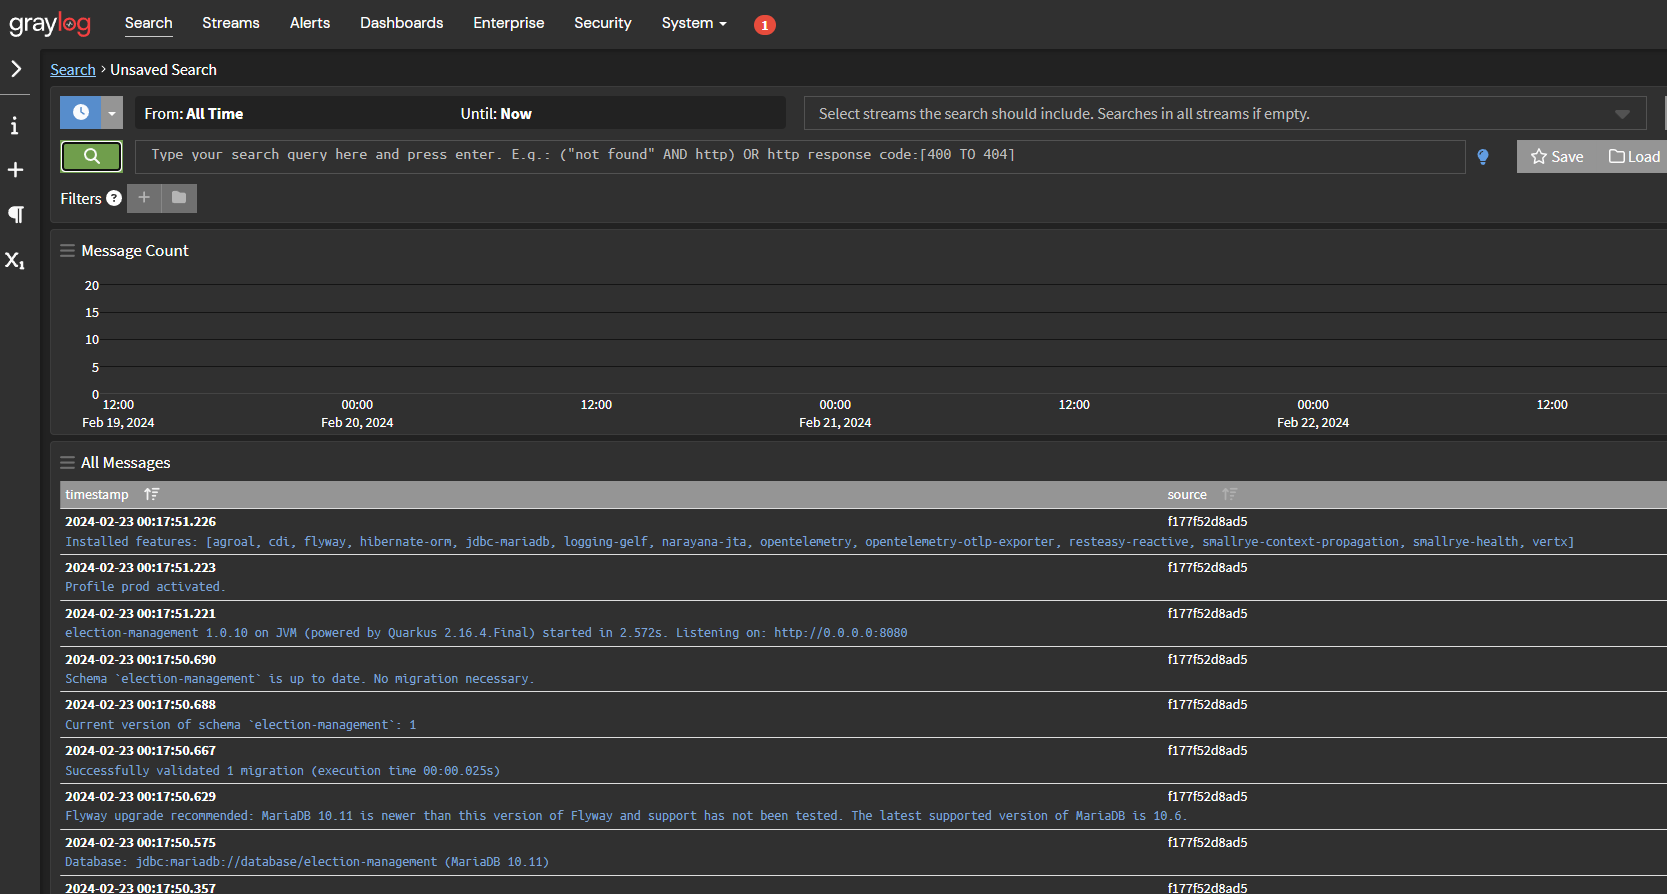 graylog Search Streams Alerts Dashboards Enterprise Security System 1
Search > Unsaved Search
From: All Time Until: Now Select streams the search should include. Searches in all streams if empty.
Type your search query here and press enter. E.g.: ("not found" AND http) OR http_response_code:[400 TO 404] Save Load
Filters ?
Message Count
20
15
10
5
0
12:00 00:00 12:00 00:00 12:00 00:00 12:00
Feb 19, 2024 Feb 20, 2024 Feb 21, 2024 Feb 22, 2024
All Messages
timestamp source
2024-02-23 00:17:51.226 f177f52d8ad5
Installed features: [agroal, cdi, flyway, hibernate-orm, jdbc-mariadb, logging-gelf, narayana-jta, opentelemetry, opentelemetry-otlp-exporter, resteasy-reactive, smallrye-context-propagation, smallrye-health, vertx]
2024-02-23 00:17:51.223 f177f52d8ad5
Profile prod activated.
2024-02-23 00:17:51.221 f177f52d8ad5
election-management 1.0.10 on JVM (powered by Quarkus 2.16.4.Final) started in 2.572s. Listening on: http://0.0.0.0:8080
2024-02-23 00:17:50.690 f177f52d8ad5
Schema `election-management` is up to date. No migration necessary.
2024-02-23 00:17:50.688 f177f52d8ad5
Current version of schema `election-management`: 1
2024-02-23 00:17:50.667 f177f52d8ad5
Successfully validated 1 migration (execution time 00:00.025s)
2024-02-23 00:17:50.629 f177f52d8ad5
Flyway upgrade recommended: MariaDB 10.11 is newer than this version of Flyway and support has not been tested. The latest supported version of MariaDB is 10.6.
2024-02-23 00:17:50.575 f177f52d8ad5
Database: jdbc:mariadb://database/election-management (MariaDB 10.11)
2024-02-23 00:17:50.357 f177f52d8ad5